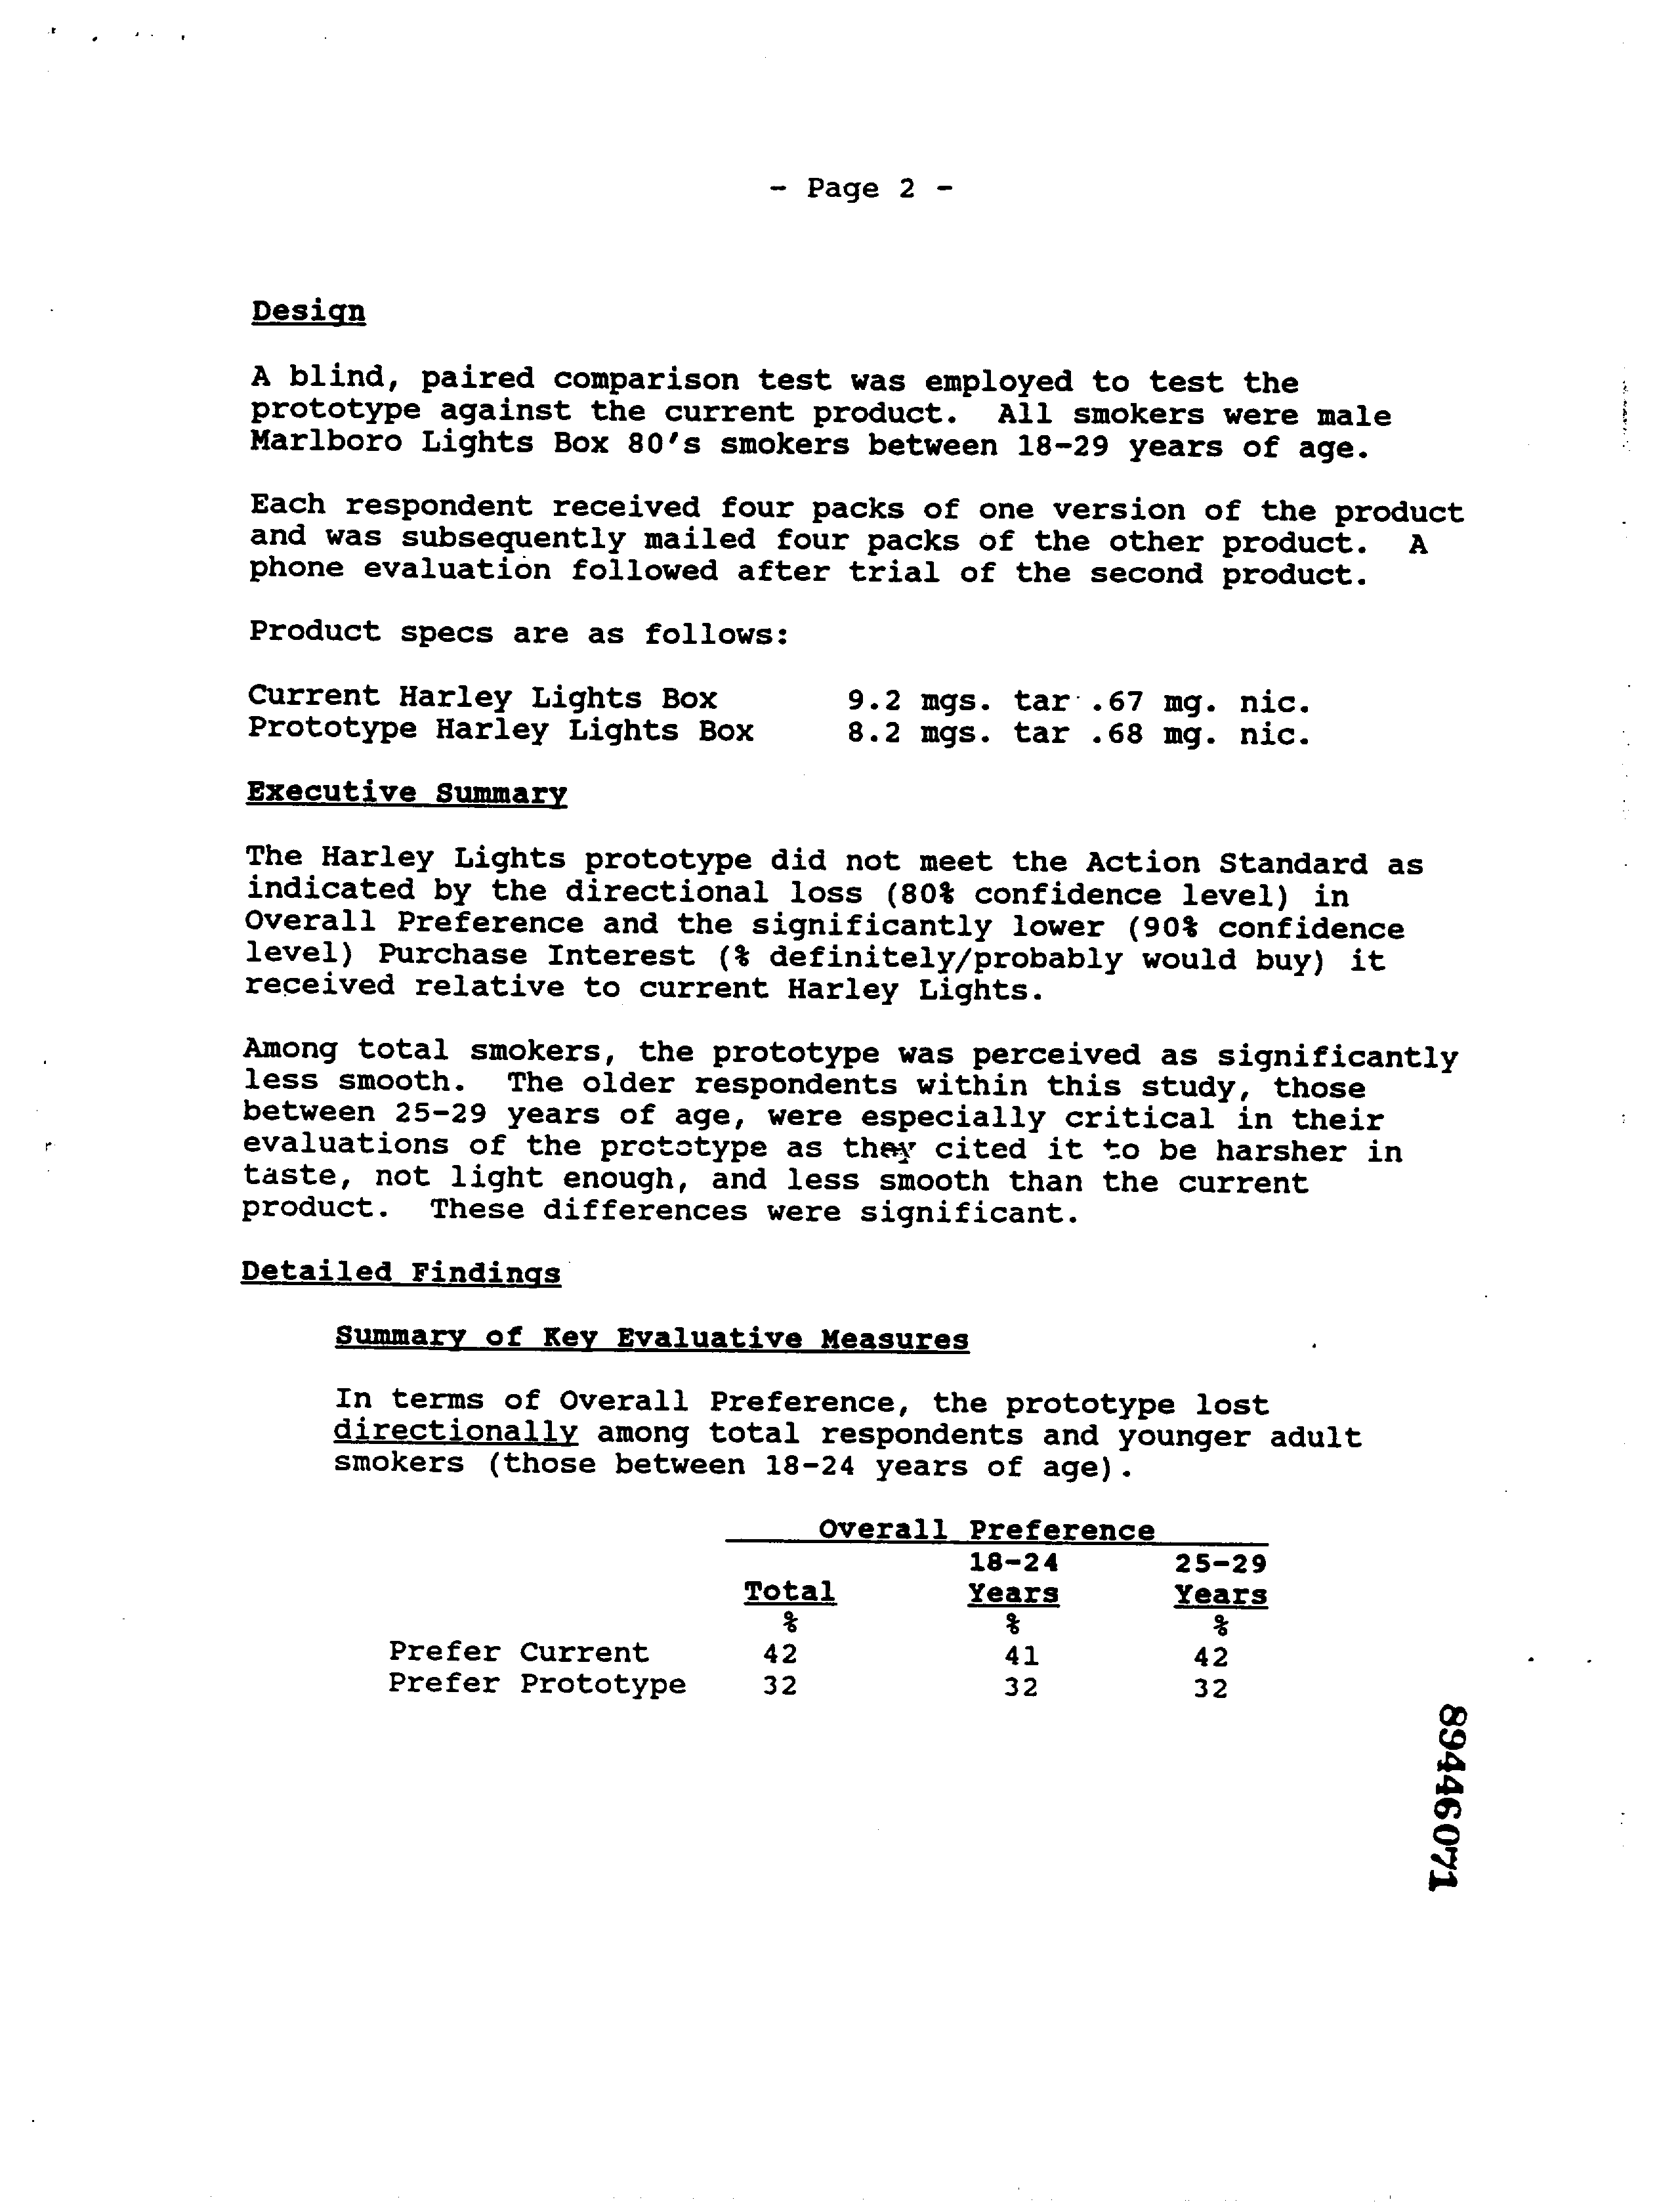 - Page 2 -
Design
A blind, paired comparison test was employed to test the
prototype against the current product. All smokers were male
Marlboro Lights Box 80's smokers between 18-29 years of age.
Each respondent received four packs of one version of the product
and was subsequently mailed four packs of the other product. A
phone evaluation followed after trial of the second product.
Product specs are as follows:
Current Harley Lights Box 9.2 mgs. tar .67 mg. nic.
Prototype Harley Lights Box 8.2 mgs. tar .68 mg. nic.
Executive Summary
The Harley Lights prototype did not meet the Action Standard as
indicated by the directional loss (80% confidence level) in
Overall Preference and the significantly lower (90% confidence
level) Purchase Interest (% definitely/probably would buy) it
received relative to current Harley Lights.
Among total smokers, the prototype was perceived as significantly
less smooth. The older respondents within this study, those
between 25-29 years of age, were especially critical in their
evaluations of the prototype as they cited it to be harsher in
taste, not light enough, and less smooth than the current
product. These differences were significant.
Detailed Findings
Summary of Key Evaluative Measures
In terms of Overall Preference, the prototype lost
directionally among total respondents and younger adult
smokers (those between 18-24 years of age).
Overall Preference
18-24 25-29
Total Years Years
% % %
Prefer Current 42 41 42
Prefer Prototype 32 32 32
89446071